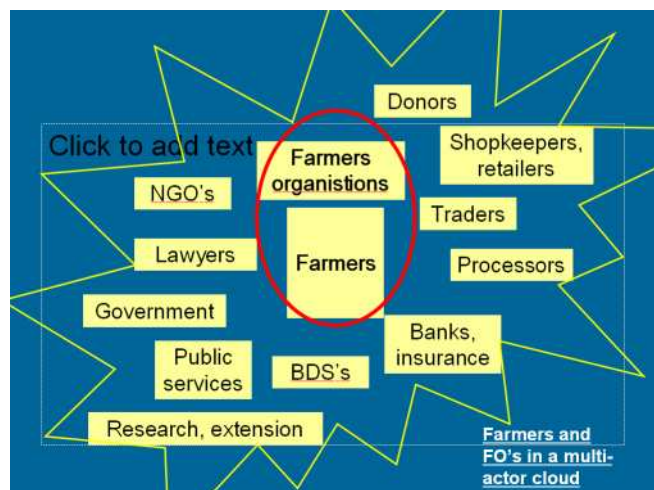 Donors
Click to add text
Shopkeepers,
retailers
Farmers
organistions
NGO's
Traders
Lawyers
Farmers
Processors
Government
Banks,
insurance
Public
services
BDS's
Research, extension
Farmers and
FO's in a multi-
actor cloud